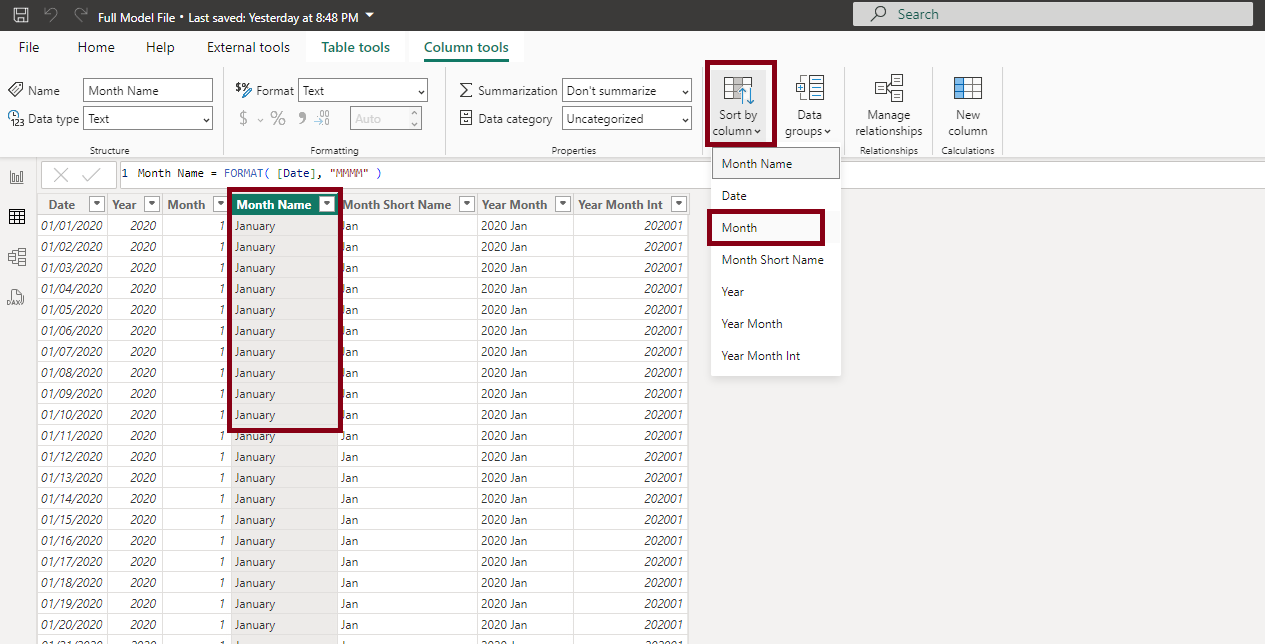 Full Model File • Last saved: Yesterday at 8:48 PM
Search
File Home Help External tools Table tools Column tools
Name Month Name
Data type Text
Structure
Format Text
$ % Auto
Formatting
Summarization Don't summarize
Data category Uncategorized
Properties
Sort by column
Data groups
Manage relationships
Relationships
New column
Calculations
1 Month Name = FORMAT( [Date], "MMMM" )
Month Name
Date
Month
Month Short Name
Year
Year Month
Year Month Int
Date Year Month Month Name Month Short Name Year Month Year Month Int
01/01/2020 2020 1 January Jan 2020 Jan 202001
01/02/2020 2020 1 January Jan 2020 Jan 202001
01/03/2020 2020 1 January Jan 2020 Jan 202001
01/04/2020 2020 1 January Jan 2020 Jan 202001
01/05/2020 2020 1 January Jan 2020 Jan 202001
01/06/2020 2020 1 January Jan 2020 Jan 202001
01/07/2020 2020 1 January Jan 2020 Jan 202001
01/08/2020 2020 1 January Jan 2020 Jan 202001
01/09/2020 2020 1 January Jan 2020 Jan 202001
01/10/2020 2020 1 January Jan 2020 Jan 202001
01/11/2020 2020 1 January Jan 2020 Jan 202001
01/12/2020 2020 1 January Jan 2020 Jan 202001
01/13/2020 2020 1 January Jan 2020 Jan 202001
01/14/2020 2020 1 January Jan 2020 Jan 202001
01/15/2020 2020 1 January Jan 2020 Jan 202001
01/16/2020 2020 1 January Jan 2020 Jan 202001
01/17/2020 2020 1 January Jan 2020 Jan 202001
01/18/2020 2020 1 January Jan 2020 Jan 202001
01/19/2020 2020 1 January Jan 2020 Jan 202001
01/20/2020 2020 1 January Jan 2020 Jan 202001
01/21/2020 2020 1 January Jan 2020 Jan 202001